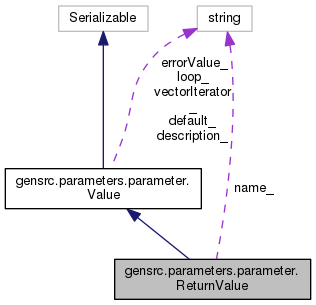 Serializable
string
errorValue_
loop_
vectorIterator
_
default_
description_
gensrc.parameters.parameter.
Value
name_
gensrc.parameters.parameter.
ReturnValue